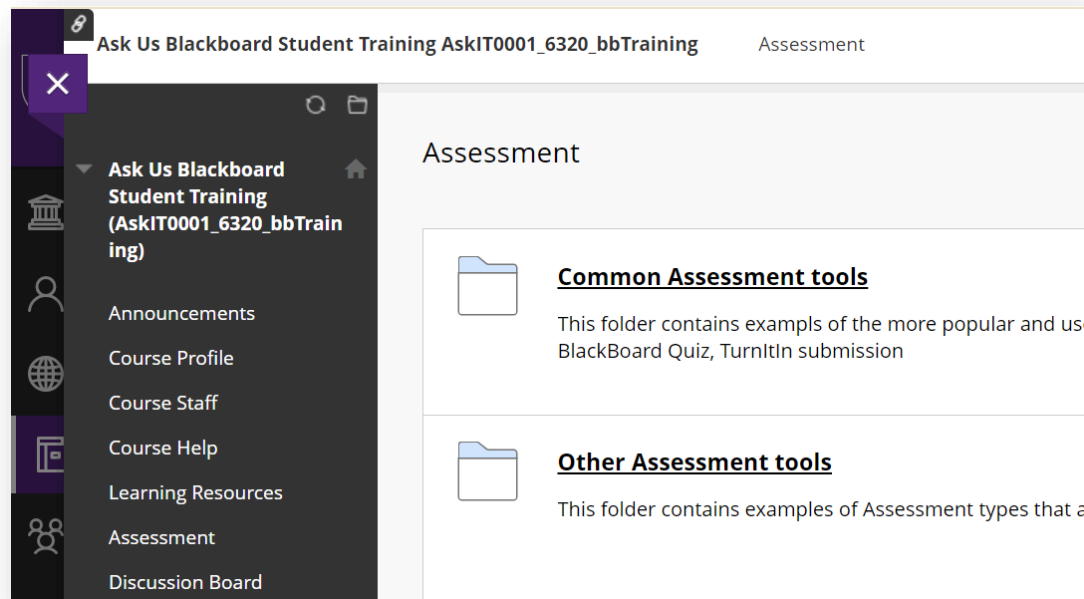 Ask Us Blackboard Student Training AskIT0001_6320_bbTraining Assessment
Ask Us Blackboard
Student Training
(AskIT0001_6320_bbTrain
ing)
Announcements
Course Profile
Course Staff
Course Help
Learning Resources
Assessment
Discussion Board
Assessment
Common Assessment tools
This folder contains exampls of the more popular and
BlackBoard Quiz, TurnItIn submission
Other Assessment tools
This folder contains examples of Assessment types that